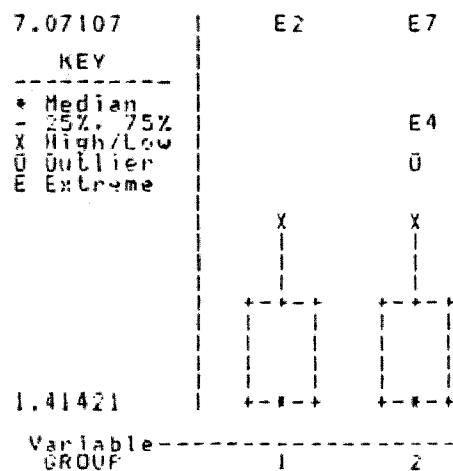 7.07107 E2 E7
KEY
* Median
- 25%, 75% E4
X High/Low
O Outlier O
E Extreme
X X
1.41421
Variable
GROUP 1 2